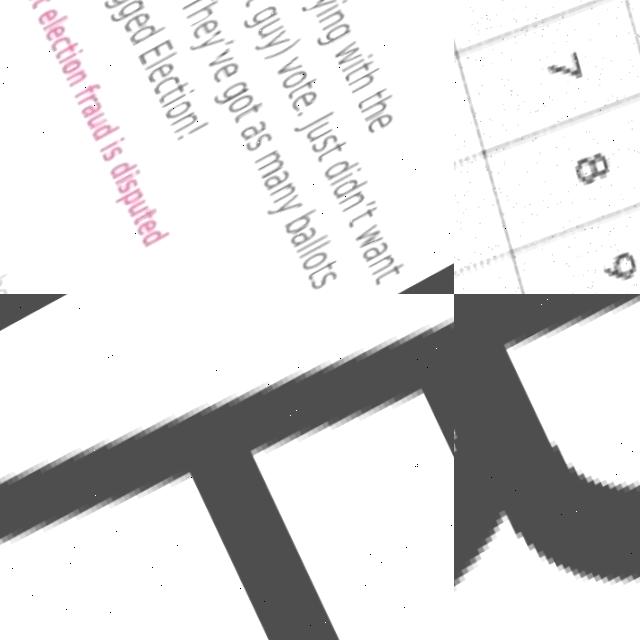 ying with the
guy) vote. Just didn't want
They've got as many ballots
gged Election!
election fraud is disputed
7
8
9